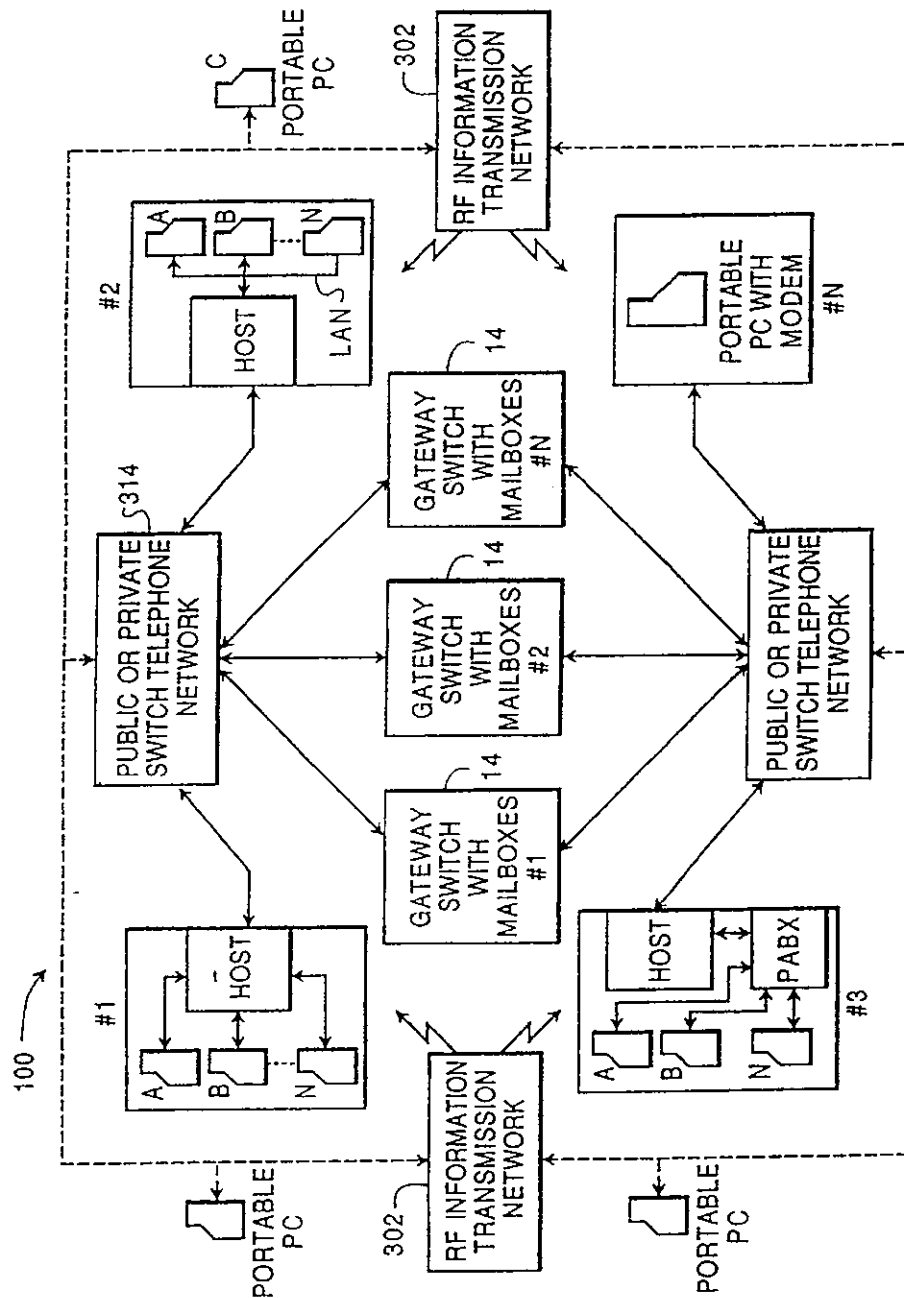 100
PORTABLE
PC
302
RF INFORMATION
TRANSMISSION
NETWORK
PORTABLE
PC
#1
A
B
N
HOST
#3
A
B
N
HOST
PABX
PUBLIC OR PRIVATE
SWITCH TELEPHONE
NETWORK
314
14
GATEWAY
SWITCH
WITH
MAILBOXES
#1
14
GATEWAY
SWITCH
WITH
MAILBOXES
#2
14
GATEWAY
SWITCH
WITH
MAILBOXES
#N
PUBLIC OR PRIVATE
SWITCH TELEPHONE
NETWORK
#2
HOST
A
B
N
LAN
PORTABLE
PC WITH
MODEM
#N
C
PORTABLE
PC
302
RF INFORMATION
TRANSMISSION
NETWORK